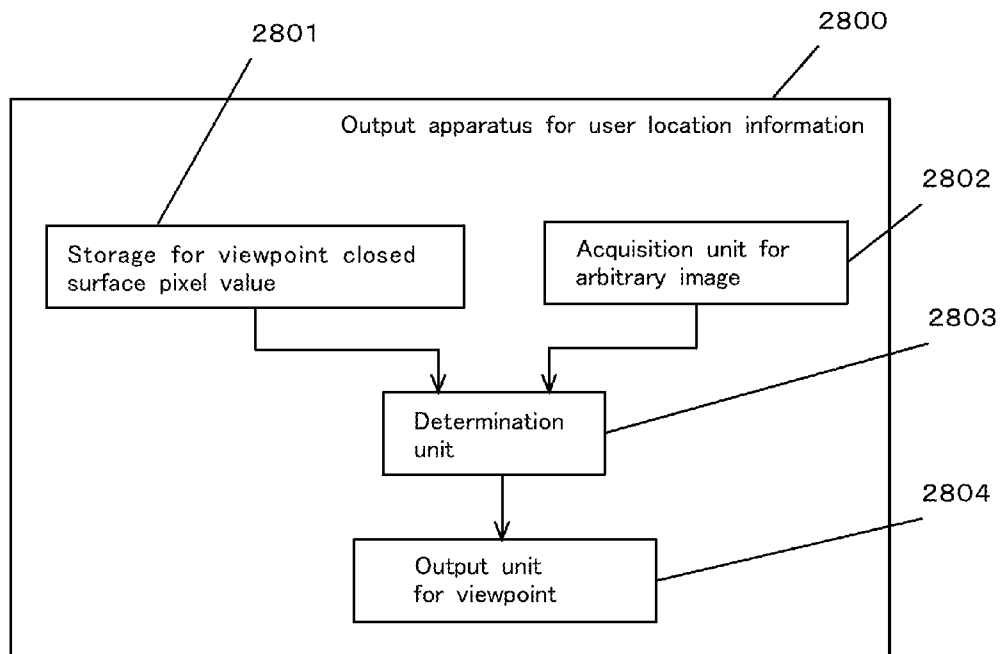 2801
2800
Output apparatus for user location information
2802
Storage for viewpoint closed
surface pixel value
Acquisition unit for
arbitrary image
2803
Determination
unit
2804
Output unit
for viewpoint